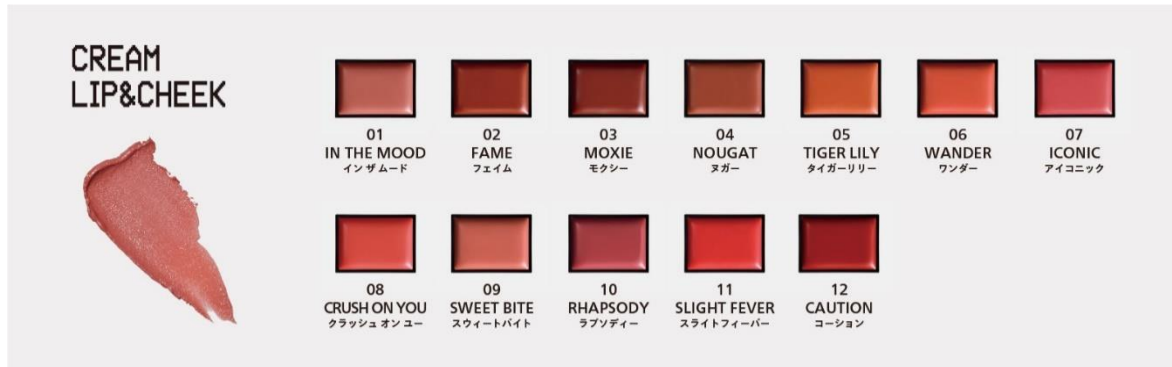 CREAM
LIP&CHEEK
01
IN THE MOOD
イン ザ ムード
02
FAME
フェイム
03
MOXIE
モクシー
04
NOUGAT
ヌガー
05
TIGER LILY
タイガーリリー
06
WANDER
ワンダー
07
ICONIC
アイコニック
08
CRUSH ON YOU
クラッシュ オン ユー
09
SWEET BITE
スウィートバイト
10
RHAPSODY
ラプソディー
11
SLIGHT FEVER
スライトフィーバー
12
CAUTION
コーション